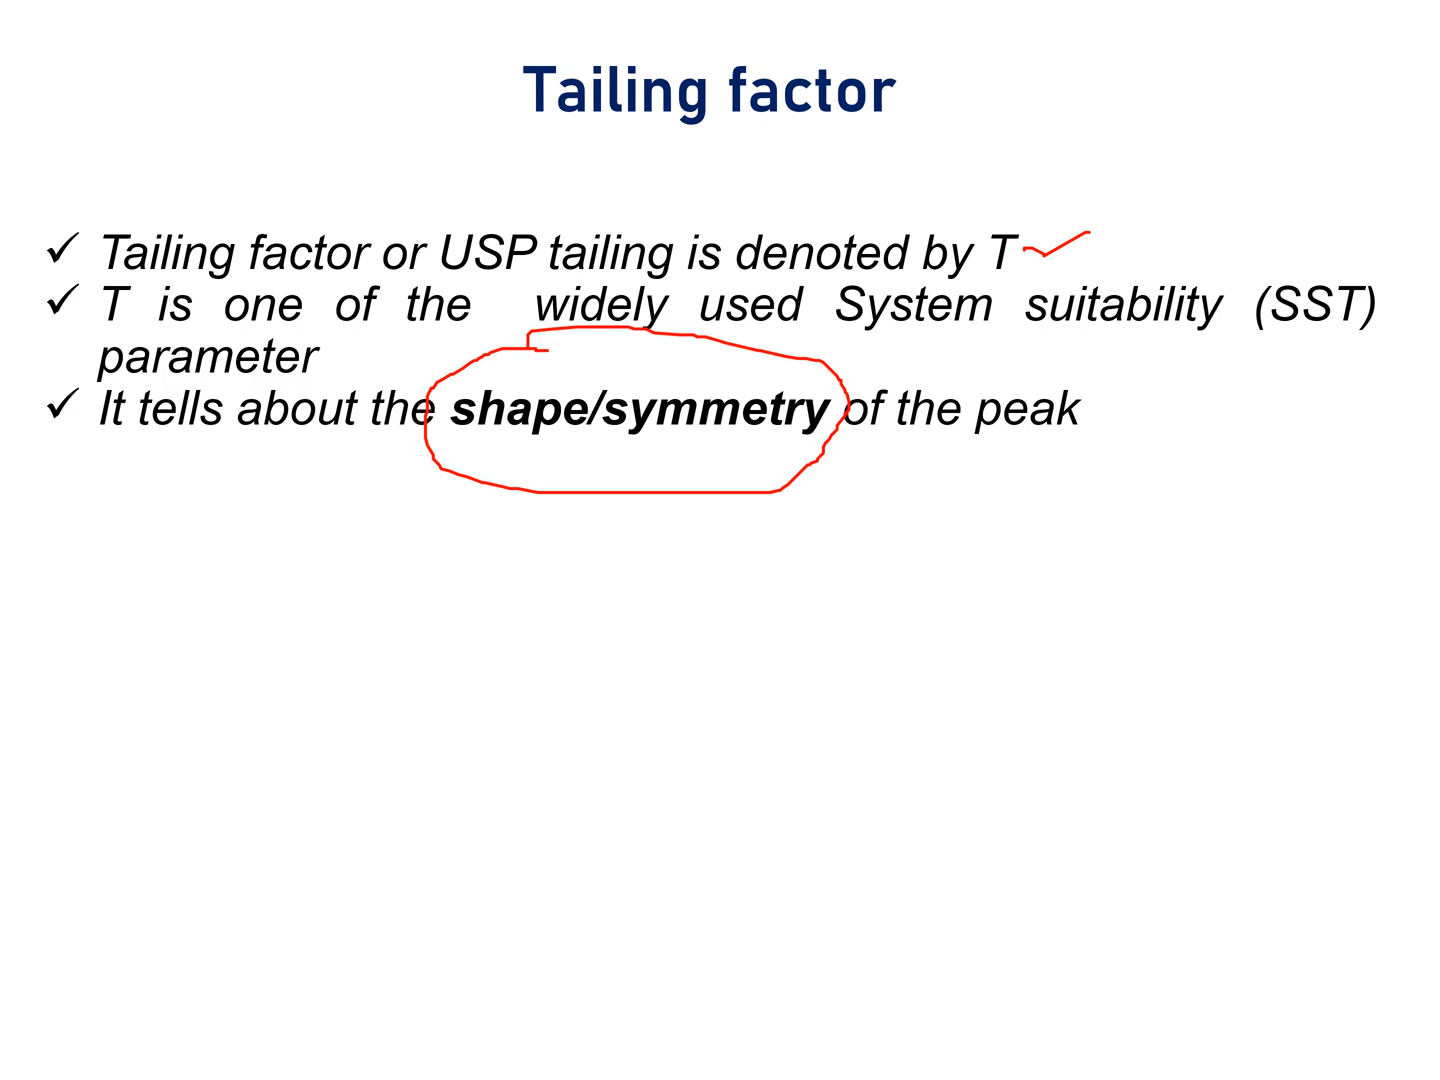 Tailing factor
✓ Tailing factor or USP tailing is denoted by T
✓ T is one of the widely used System suitability (SST)
parameter
✓ It tells about the shape/symmetry of the peak